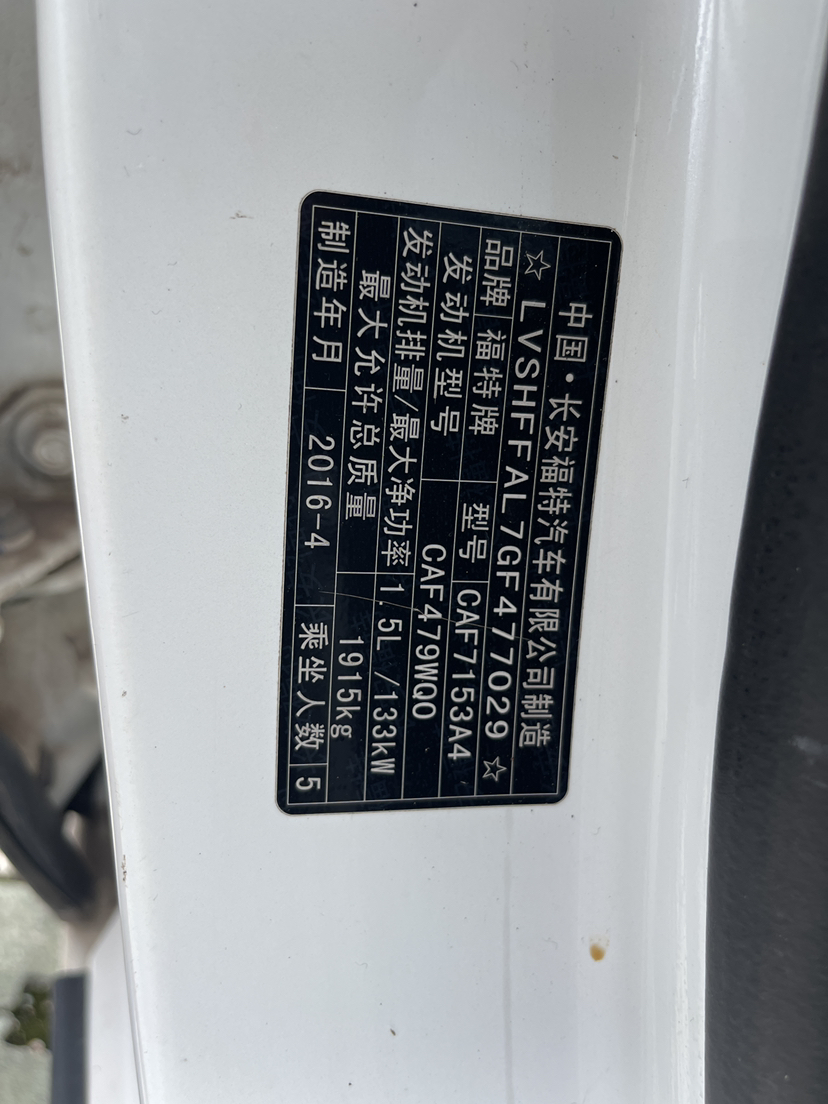 中国·长安福特汽车有限公司制造
☆ LVSHFFAL7GF477029 ☆
品牌 福特牌 型号 CAF7153A4
发动机型号 CAF479WQ0
发动机排量/最大净功率 1.5L /133kW
最大允许总质量 1915kg
制造年月 2016-4 乘坐人数 5